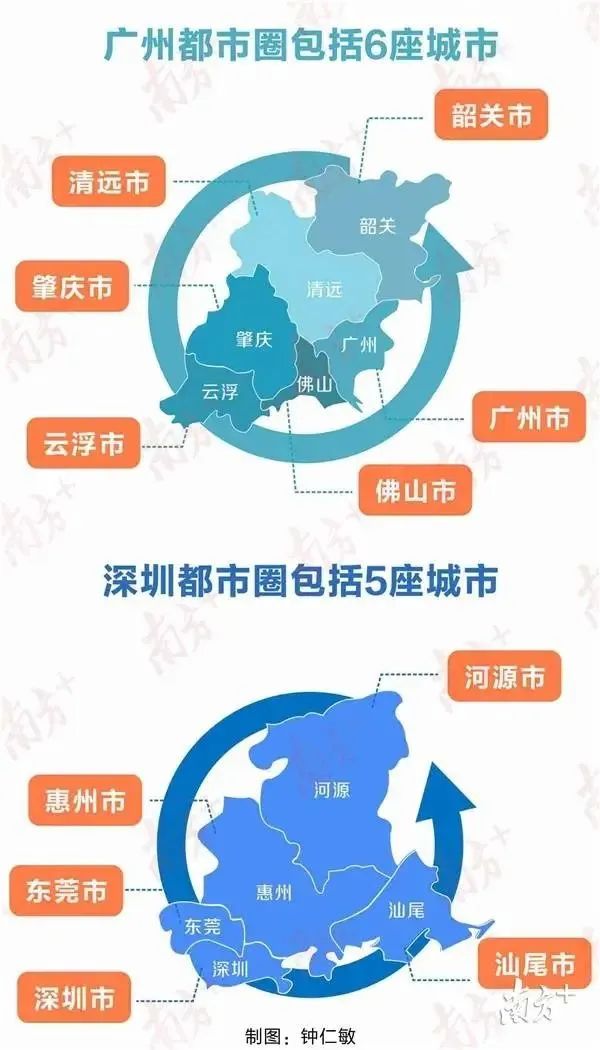 广州都市圈包括6座城市
韶关市
清远市
韶关
清远
肇庆市
肇庆
广州
佛山
云浮
广州市
云浮市
佛山市
深圳都市圈包括5座城市
河源市
惠州市
河源
东莞市
惠州
汕尾
东莞
深圳
汕尾市
深圳市
南方+
制图：钟仁敏